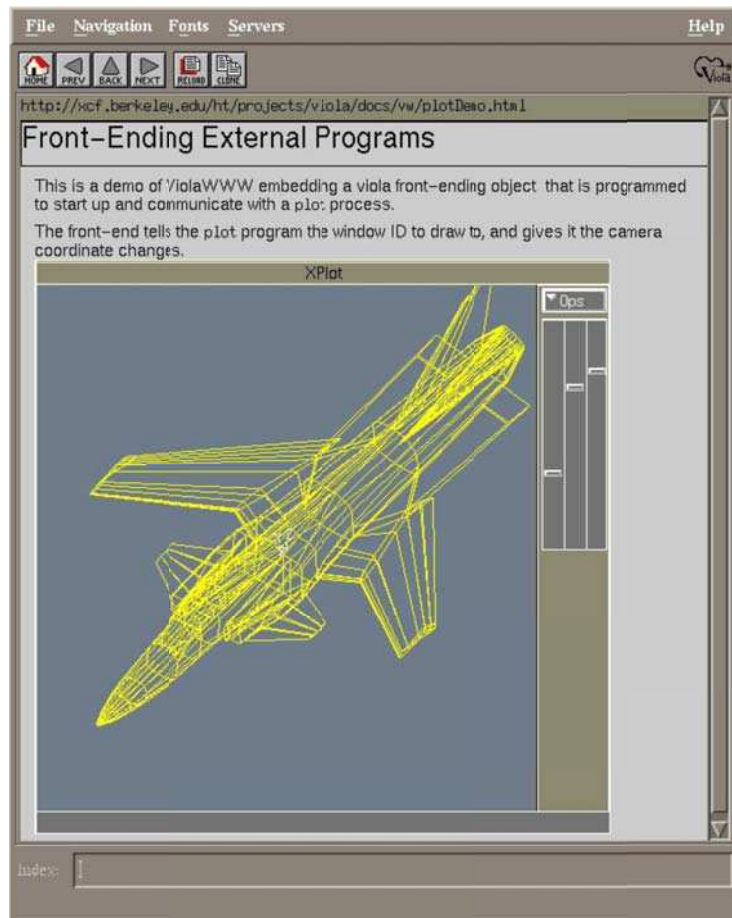 File Navigation Fonts Servers Help
HOME PREV BACK NEXT RELOAD CLONE Viola
http://xcf.berkeley.edu/ht/projects/viola/docs/vw/plotDemo.html
Front-Ending External Programs
This is a demo of ViolaWWW embedding a viola front-ending object that is programmed
to start up and communicate with a plot process.
The front-end tells the plot program the window ID to draw to, and gives it the camera
coordinate changes.
XPlot
Ops
Index: